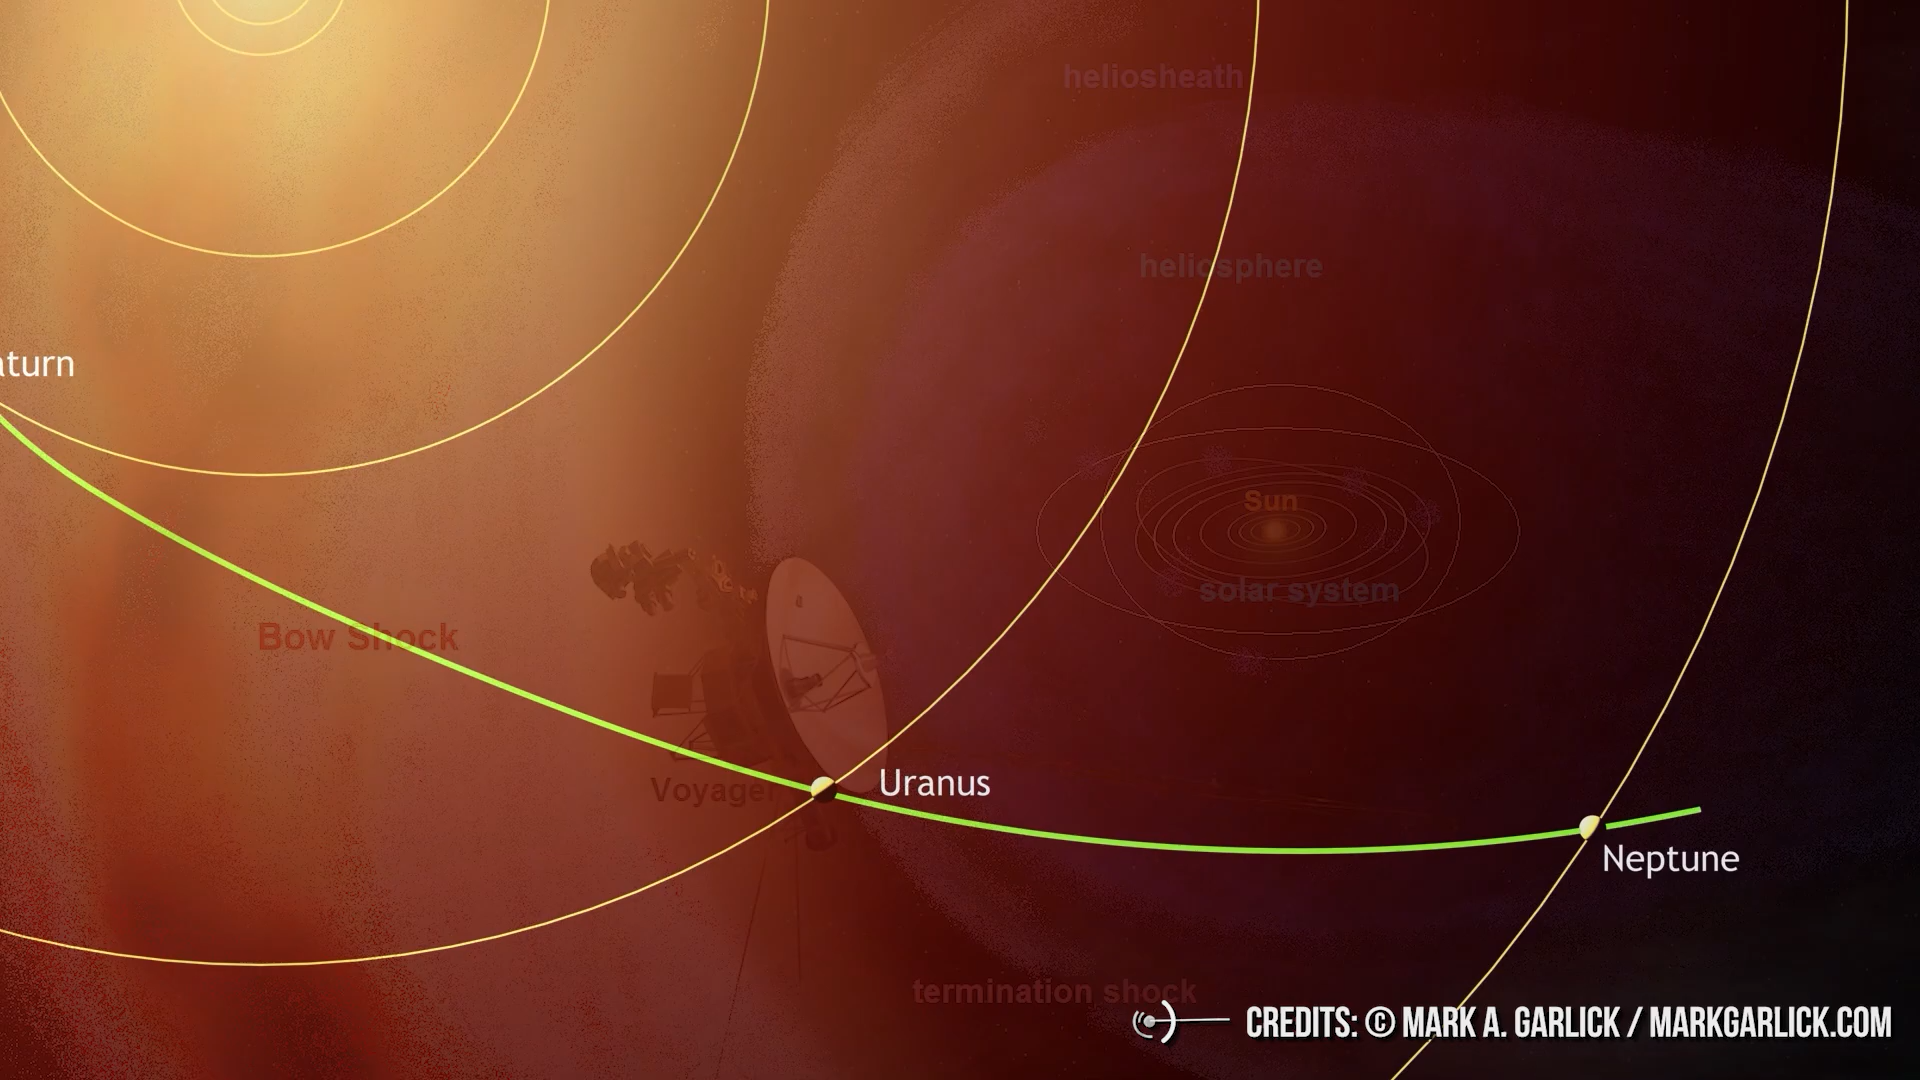 heliosheath
heliosphere
aturn
Sun
solar system
Bow Shock
Voyager
Uranus
Neptune
termination shock
CREDITS: © MARK A. GARLICK / MARKGARLICK.COM